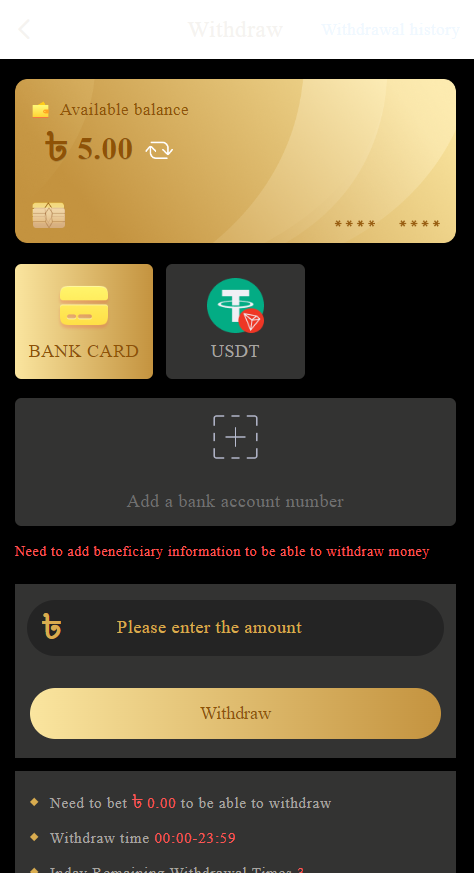 Withdraw
Withdrawal history
Available balance
৳ 5.00
**** ****
BANK CARD
USDT
Add a bank account number
Need to add beneficiary information to be able to withdraw money
৳ Please enter the amount
Withdraw
Need to bet ৳ 0.00 to be able to withdraw
Withdraw time 00:00-23:59
Inday Remaining Withdrawal Times 3